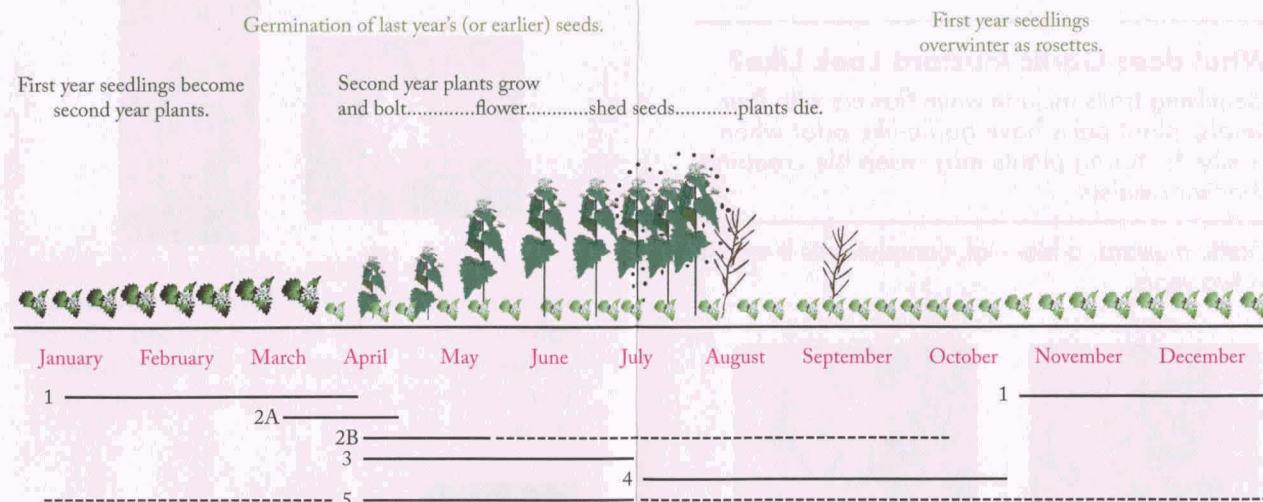 Germination of last year's (or earlier) seeds.
First year seedlings
overwinter as rosettes.
First year seedlings become
second year plants.
Second year plants grow
and bolt..............flower............shed seeds............plants die.
January February March April May June July August September October November December
1
1
2A
2B
3
4
5